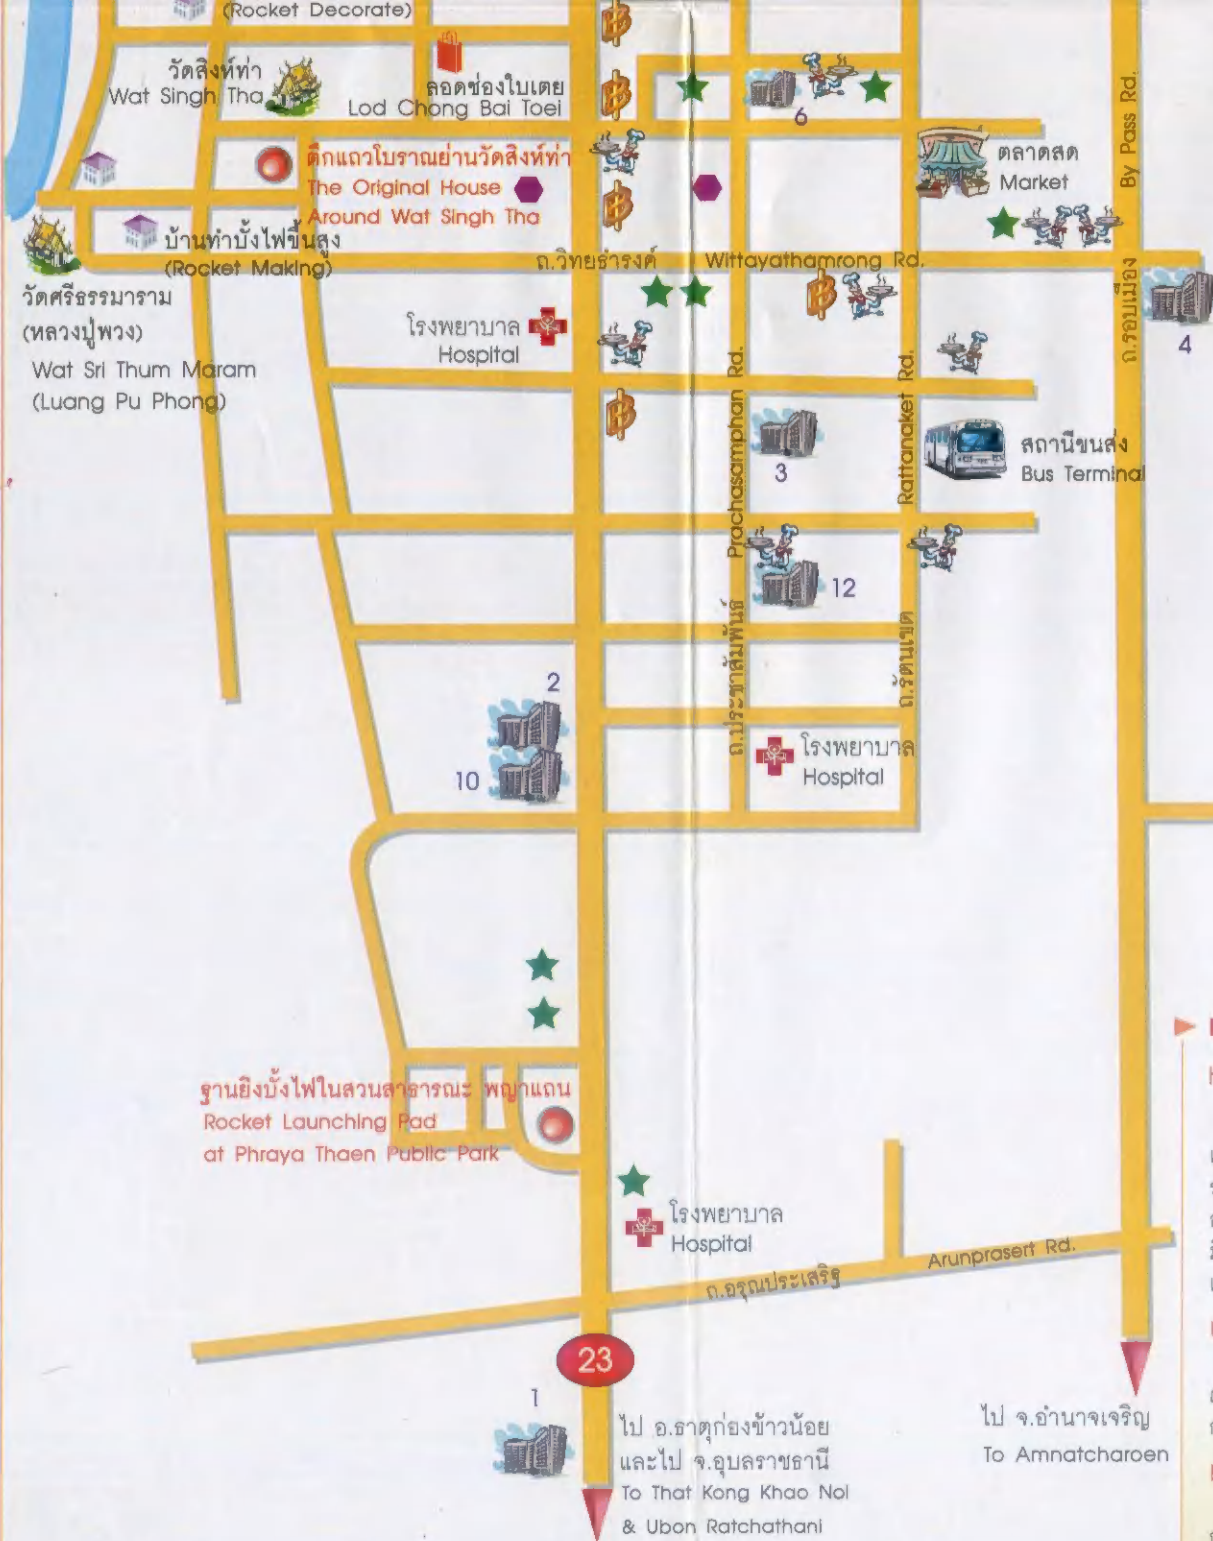 (Rocket Decorate)
วัดสิงห์ท่า
Wat Singh Tha
ลอดช่องใบเตย
Lod Chong Bai Toei
6
By Pass Rd.
ตึกแถวโบราณย่านวัดสิงห์ท่า
The Original House
Around Wat Singh Tha
ตลาดสด
Market
บ้านทำบั้งไฟขึ้นสูง
(Rocket Making)
ถ.วิทยธำรงค์
Wittayathamrong Rd.
ถ.รอบเมือง
วัดศรีธรรมาราม
(หลวงปู่พวง)
Wat Sri Thum Maram
(Luang Pu Phong)
โรงพยาบาล
Hospital
4
Prachasamphan Rd.
Rattanaket Rd.
3
สถานีขนส่ง
Bus Terminal
12
ถ.ประชาสัมพันธ์
ถ.รัตนเขต
2
10
โรงพยาบาล
Hospital
ฐานยิงบั้งไฟในสวนสาธารณะ พญาแถน
Rocket Launching Pad
at Phraya Thaen Public Park
โรงพยาบาล
Hospital
ถ.อรุณประเสริฐ
Arunprasert Rd.
23
1
ไป อ.ธาตุก่องข้าวน้อย
และไป จ.อุบลราชธานี
To That Kong Khao Noi
& Ubon Ratchathani
ไป จ.อำนาจเจริญ
To Amnatcharoen